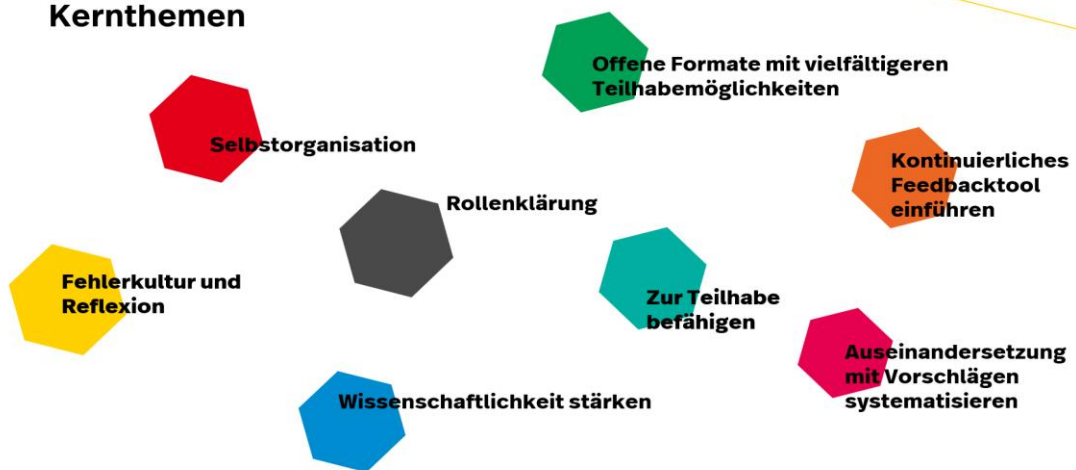 Kernthemen
Offene Formate mit vielfältigeren
Teilhabemöglichkeiten
Selbstorganisation
Kontinuierliches
Feedbacktool
einführen
Rollenklärung
Fehlerkultur und
Reflexion
Zur Teilhabe
befähigen
Auseinandersetzung
mit Vorschlägen
systematisieren
Wissenschaftlichkeit stärken